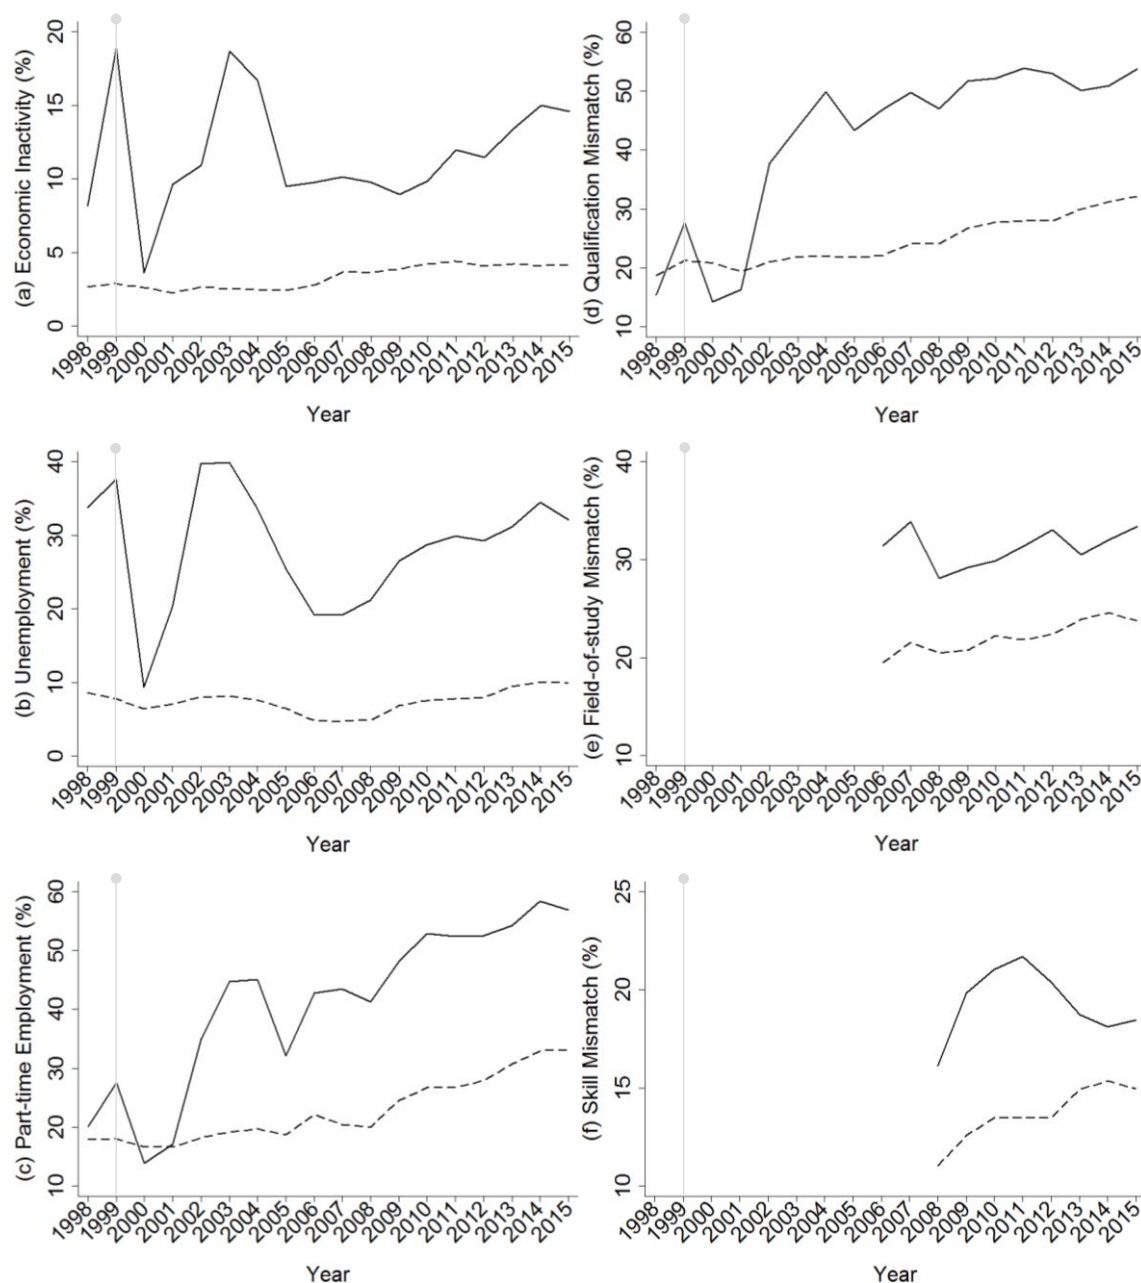 (a) Economic Inactivity (%)
20
15
10
5
0
1998 1999 2000 2001 2002 2003 2004 2005 2006 2007 2008 2009 2010 2011 2012 2013 2014 2015
Year
(d) Qualification Mismatch (%)
60
50
40
30
20
10
1998 1999 2000 2001 2002 2003 2004 2005 2006 2007 2008 2009 2010 2011 2012 2013 2014 2015
Year
(b) Unemployment (%)
40
30
20
10
0
1998 1999 2000 2001 2002 2003 2004 2005 2006 2007 2008 2009 2010 2011 2012 2013 2014 2015
Year
(e) Field-of-study Mismatch (%)
40
30
20
10
1998 1999 2000 2001 2002 2003 2004 2005 2006 2007 2008 2009 2010 2011 2012 2013 2014 2015
Year
(c) Part-time Employment (%)
60
50
40
30
20
10
1998 1999 2000 2001 2002 2003 2004 2005 2006 2007 2008 2009 2010 2011 2012 2013 2014 2015
Year
(f) Skill Mismatch (%)
25
20
15
10
1998 1999 2000 2001 2002 2003 2004 2005 2006 2007 2008 2009 2010 2011 2012 2013 2014 2015
Year